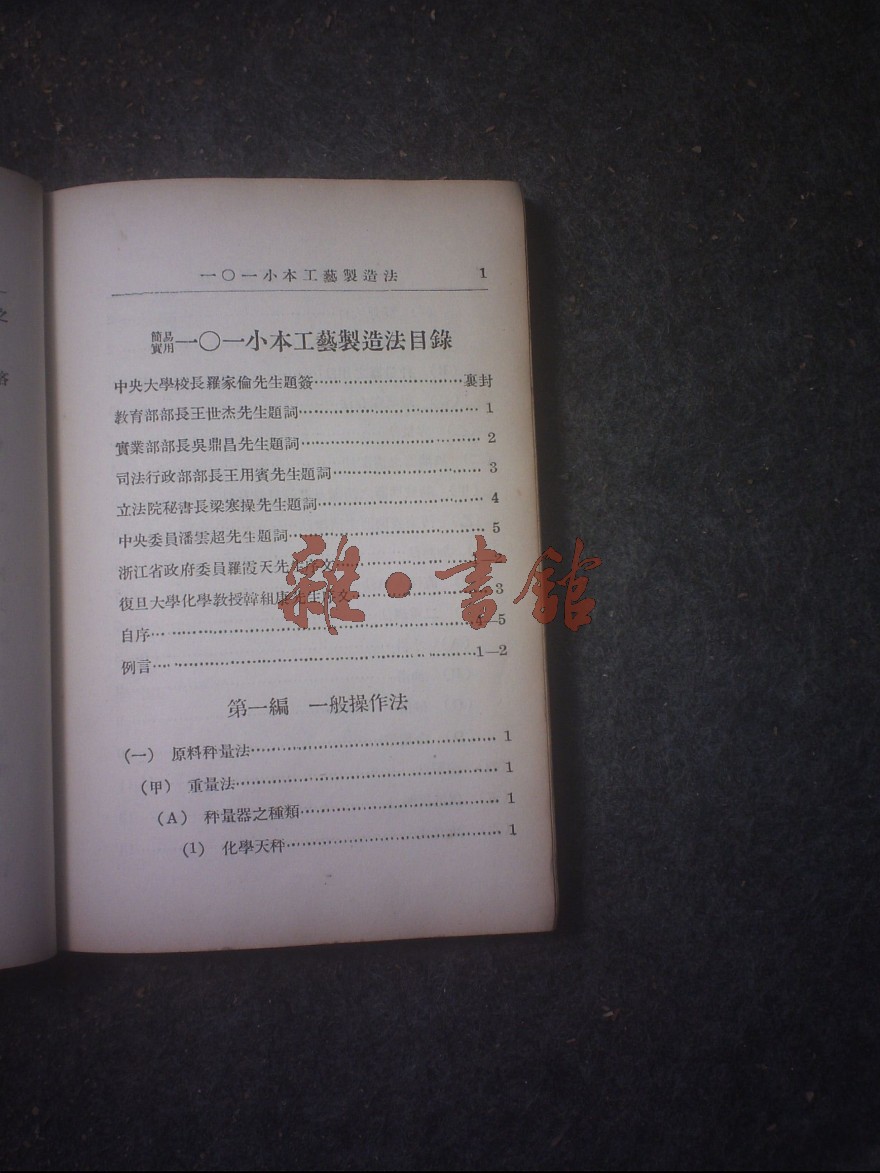 一〇一小本工藝製造法 1
簡易實用一〇一小本工藝製造法目錄
中央大學校長羅家倫先生題簽……裏封
教育部部長王世杰先生題詞……1
實業部部長吳鼎昌先生題詞……2
司法行政部部長王用賓先生題詞……3
立法院秘書長梁寒操先生題詞……4
中央委員潘雲超先生題詞……5
浙江省政府委員羅霞天先生序文……
復旦大學化學教授韓組康先生序文……3
自序……4—5
例言……1—2
第一編 一般操作法
(一) 原料秤量法……1
(甲) 重量法……1
(A) 秤量器之種類……1
(1) 化學天秤……1
雜·書館
之